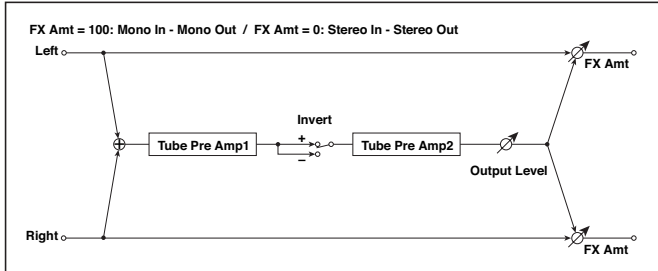 FX Amt = 100: Mono In - Mono Out / FX Amt = 0: Stereo In - Stereo Out
Left
FX Amt
Invert
+
Tube Pre Amp1
Tube Pre Amp2
−
Output Level
Right
FX Amt